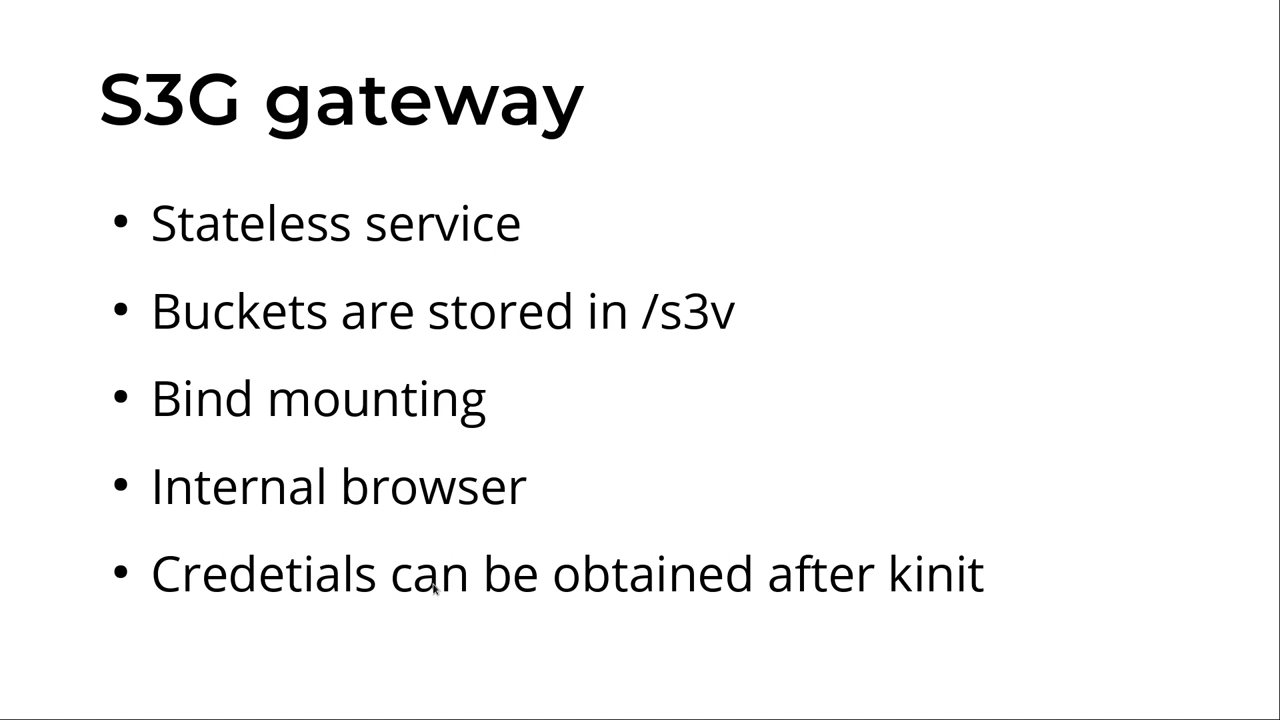 S3G gateway
• Stateless service
• Buckets are stored in /s3v
• Bind mounting
• Internal browser
• Credetials can be obtained after kinit